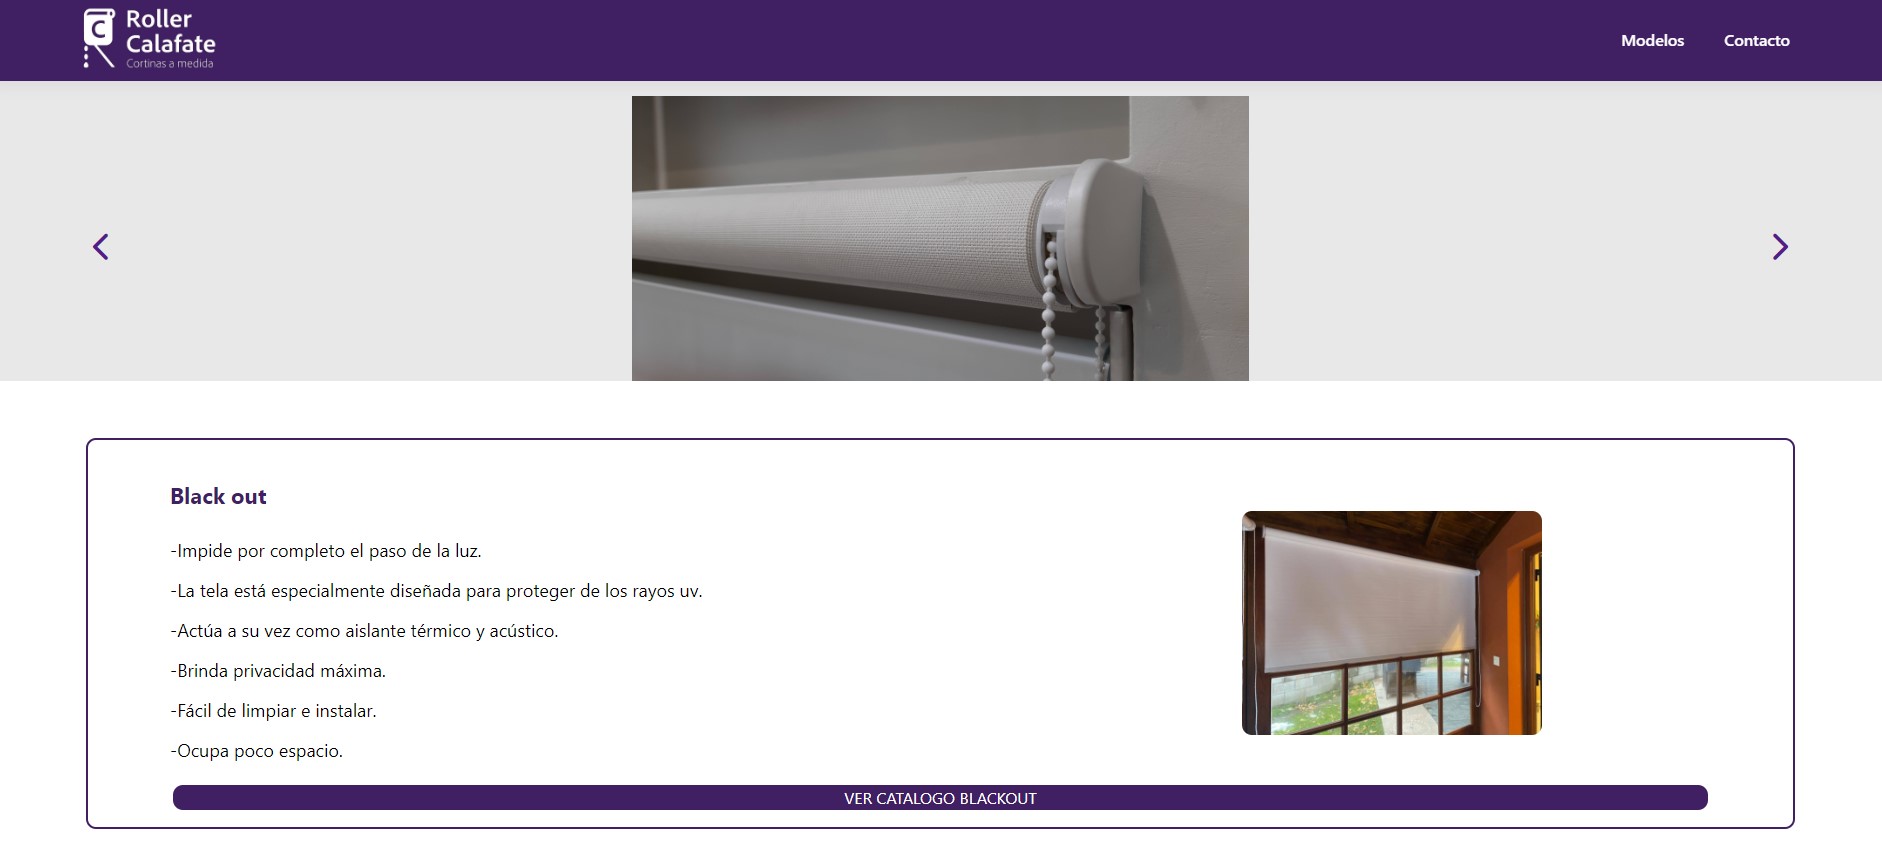 Roller
Calafate
Cortinas a medida
Modelos
Contacto
Black out
-Impide por completo el paso de la luz.
-La tela está especialmente diseñada para proteger de los rayos uv.
-Actúa a su vez como aislante térmico y acústico.
-Brinda privacidad máxima.
-Fácil de limpiar e instalar.
-Ocupa poco espacio.
VER CATALOGO BLACKOUT